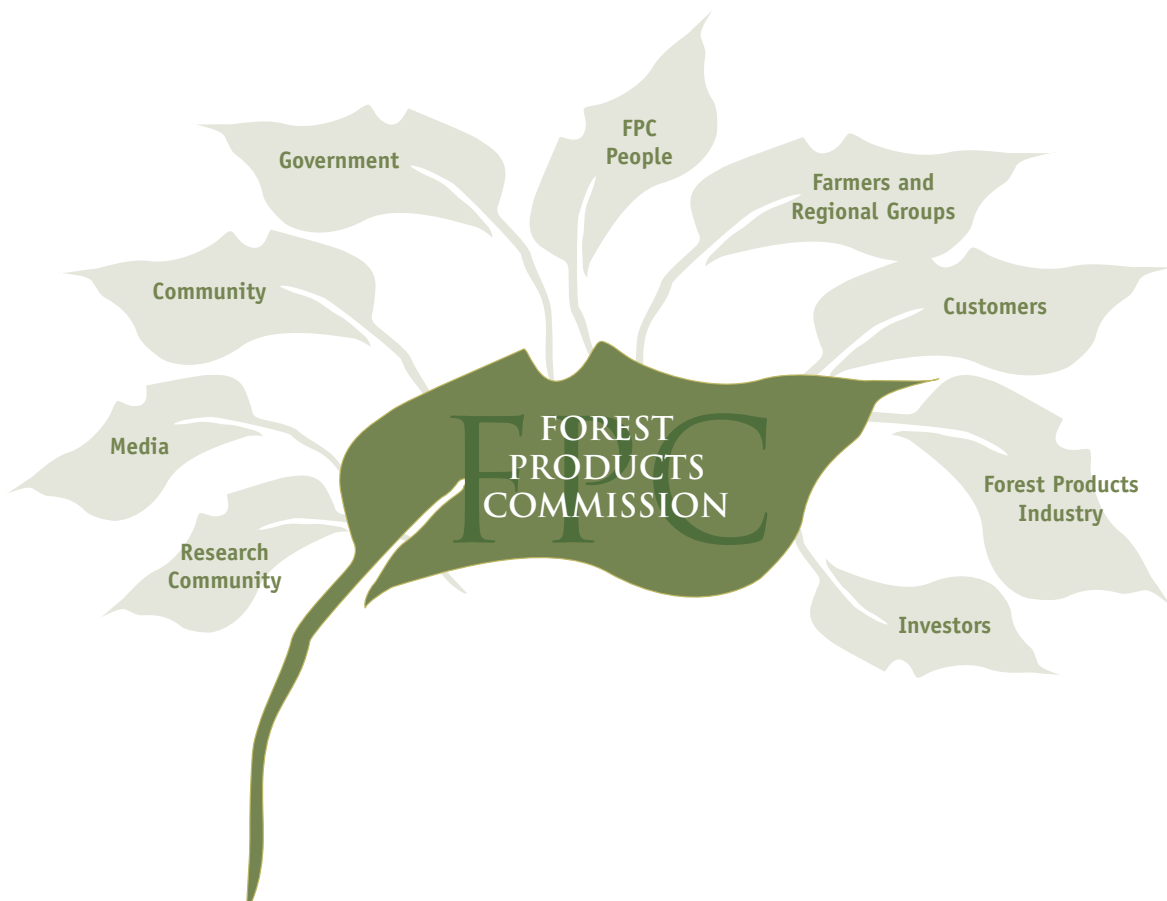 FPC
People
Government
Farmers and
Regional Groups
Community
Customers
FPC
FOREST
PRODUCTS
COMMISSION
Media
Forest Products
Industry
Research
Community
Investors